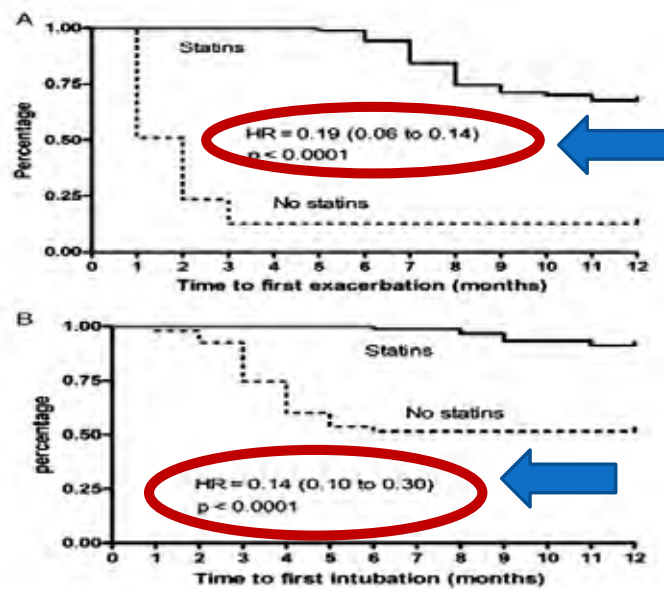 A
1.00
Statins
0.75
Percentage
0.50
HR = 0.19 (0.06 to 0.14)
p < 0.0001
0.25
No statins
0.00
0 1 2 3 4 5 6 7 8 9 10 11 12
Time to first exacerbation (months)
B
1.00
Statins
0.75
percentage
No statins
0.50
0.25
HR = 0.14 (0.10 to 0.30)
p < 0.0001
0.00
0 1 2 3 4 5 6 7 8 9 10 11 12
Time to first intubation (months)